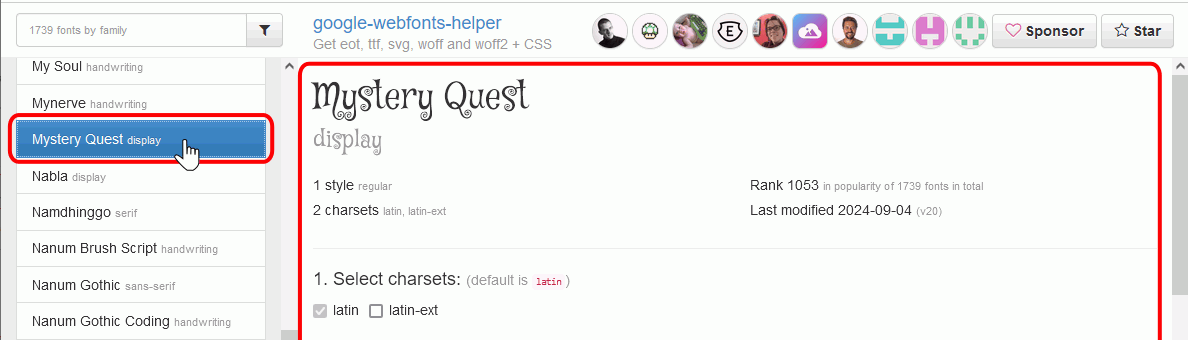 1739 fonts by family
google-webfonts-helper
Get eot, ttf, svg, woff and woff2 + CSS
E
Sponsor
Star
My Soul handwriting
Mynerve handwriting
Mystery Quest display
Nabla display
Namdhinggo serif
Nanum Brush Script handwriting
Nanum Gothic sans-serif
Nanum Gothic Coding handwriting
Mystery Quest
display
1 style regular
Rank 1053 in popularity of 1739 fonts in total
2 charsets latin, latin-ext
Last modified 2024-09-04 (v20)
1. Select charsets: (default is latin)
latin latin-ext